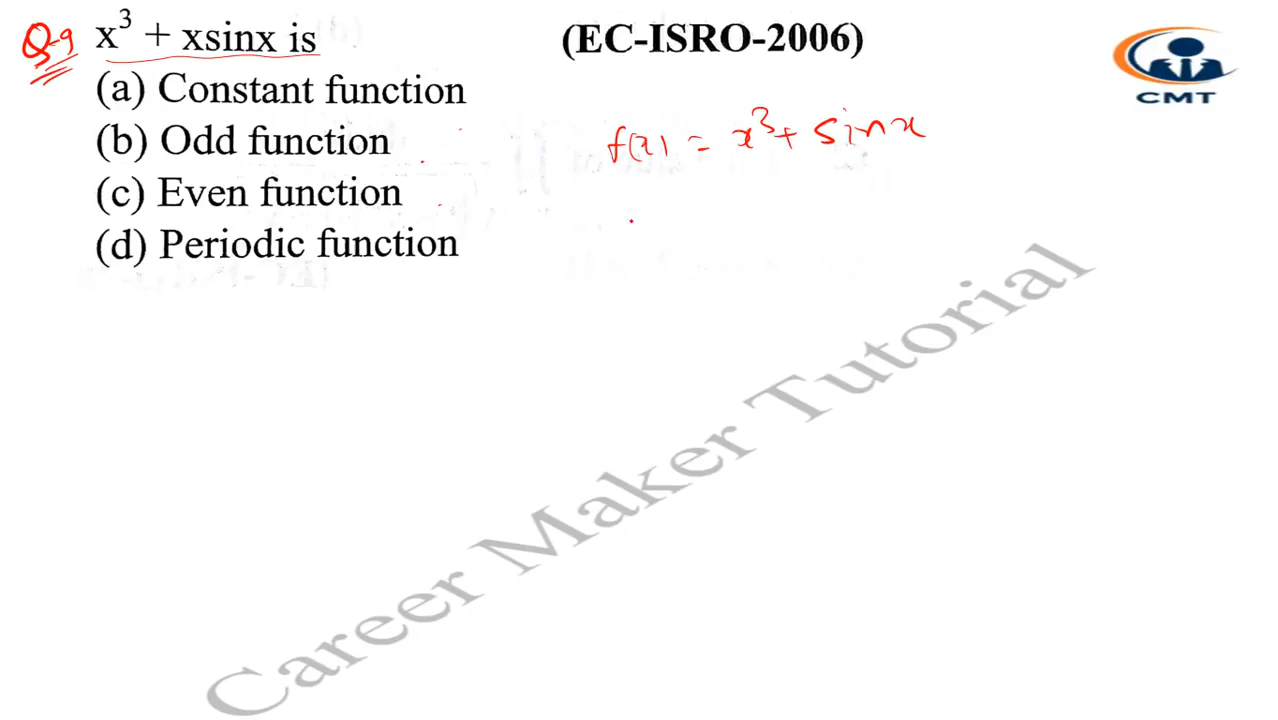 Q-9 x³ + xsinx is (EC-ISRO-2006)
CMT
(a) Constant function
f(x) = x³ + sinx
(b) Odd function
(c) Even function
(d) Periodic function
Career Maker Tutorial